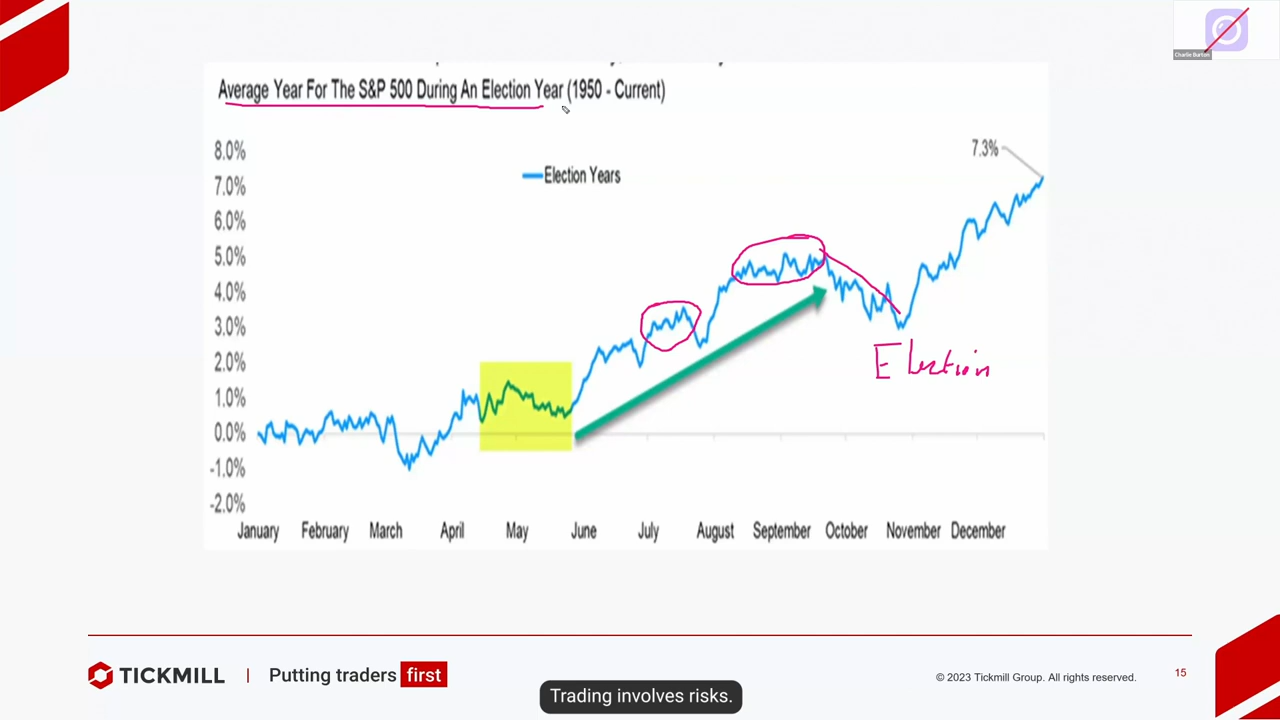 Charlie Burton
Average Year For The S&P 500 During An Election Year (1950 - Current)
8.0%
7.3%
Election Years
7.0%
6.0%
5.0%
4.0%
3.0%
Election
2.0%
1.0%
0.0%
-1.0%
-2.0%
January February March April May June July August September October November December
TICKMILL | Putting traders first
© 2023 Tickmill Group. All rights reserved. 15
Trading involves risks.